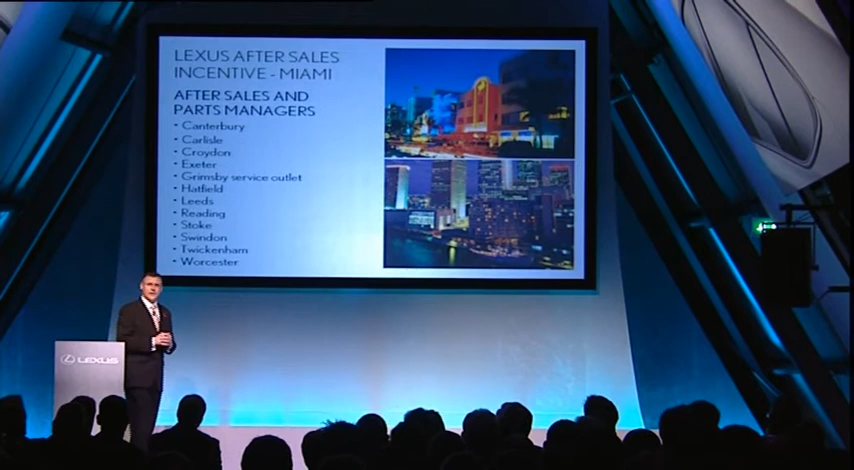 LEXUS AFTER SALES
INCENTIVE - MIAMI
AFTER SALES AND
PARTS MANAGERS
• Canterbury
• Carlisle
• Croydon
• Exeter
• Grimsby service outlet
• Hatfield
• Leeds
• Reading
• Stoke
• Swindon
• Twickenham
• Worcester
LEXUS